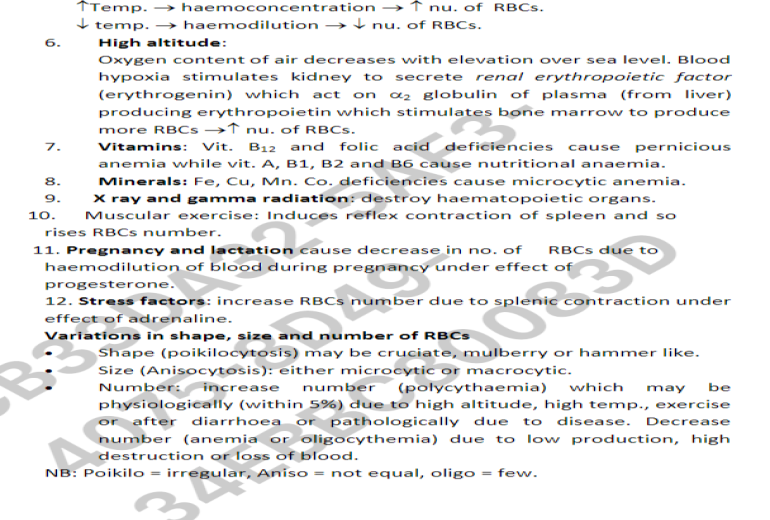 ↑Temp. → haemoconcentration → ↑ nu. of RBCs.
↓ temp. → haemodilution → ↓ nu. of RBCs.
6. High altitude:
Oxygen content of air decreases with elevation over sea level. Blood
hypoxia stimulates kidney to secrete renal erythropoietic factor
(erythrogenin) which act on α₂ globulin of plasma (from liver)
producing erythropoietin which stimulates bone marrow to produce
more RBCs →↑ nu. of RBCs.
7. Vitamins: Vit. B₁₂ and folic acid deficiencies cause pernicious
anemia while vit. A, B1, B2 and B6 cause nutritional anaemia.
8. Minerals: Fe, Cu, Mn. Co. deficiencies cause microcytic anemia.
9. X ray and gamma radiation: destroy haematopoietic organs.
10. Muscular exercise: Induces reflex contraction of spleen and so
rises RBCs number.
11. Pregnancy and lactation cause decrease in no. of RBCs due to
haemodilution of blood during pregnancy under effect of
progesterone.
12. Stress factors: increase RBCs number due to splenic contraction under
effect of adrenaline.
Variations in shape, size and number of RBCs
• Shape (poikilocytosis) may be cruciate, mulberry or hammer like.
• Size (Anisocytosis): either microcytic or macrocytic.
• Number: increase number (polycythaemia) which may be
physiologically (within 5%) due to high altitude, high temp., exercise
or after diarrhoea or pathologically due to disease. Decrease
number (anemia or oligocythemia) due to low production, high
destruction or loss of blood.
NB: Poikilo = irregular, Aniso = not equal, oligo = few.